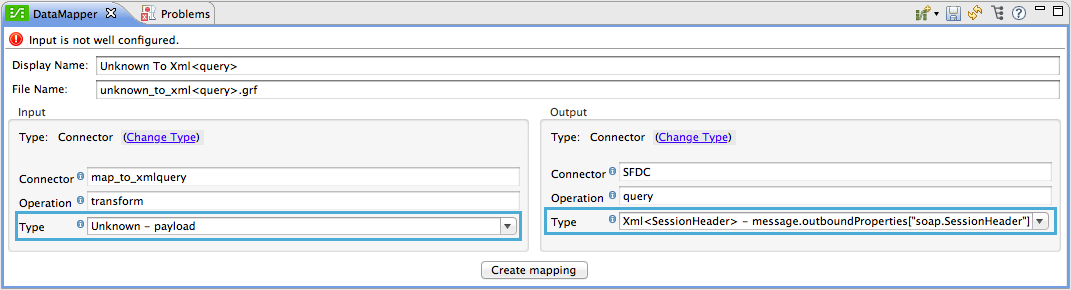 DataMapper Problems
Input is not well configured.
Display Name: Unknown To Xml<query>
File Name: unknown_to_xml<query>.grf
Input
Type: Connector (Change Type)
Connector map_to_xmlquery
Operation transform
Type Unknown - payload
Output
Type: Connector (Change Type)
Connector SFDC
Operation query
Type Xml<SessionHeader> - message.outboundProperties["soap.SessionHeader"]
Create mapping